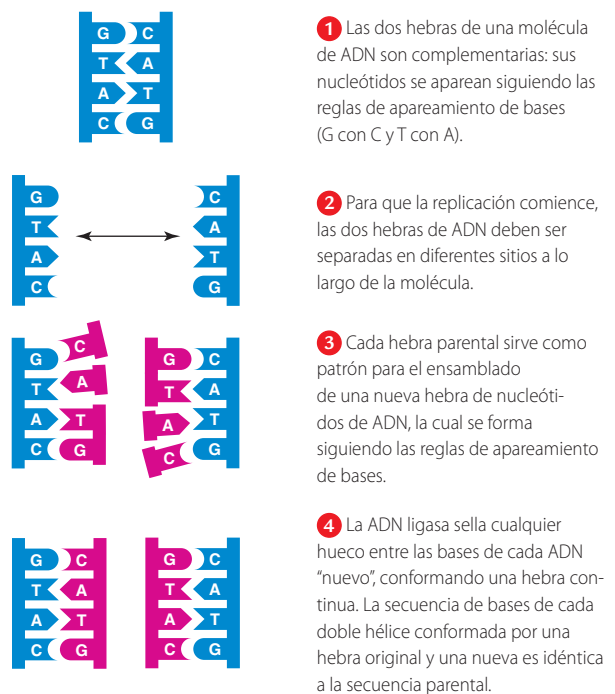 G C
T A
A T
C G
1 Las dos hebras de una molécula
de ADN son complementarias: sus
nucleótidos se aparean siguiendo las
reglas de apareamiento de bases
(G con C y T con A).
G C
T A
A T
C G
2 Para que la replicación comience,
las dos hebras de ADN deben ser
separadas en diferentes sitios a lo
largo de la molécula.
G C G C
T A T A
A T A T
C G C G
3 Cada hebra parental sirve como
patrón para el ensamblado
de una nueva hebra de nucleóti-
dos de ADN, la cual se forma
siguiendo las reglas de apareamiento
de bases.
G C G C
T A T A
A T A T
C G C G
4 La ADN ligasa sella cualquier
hueco entre las bases de cada ADN
“nuevo”, conformando una hebra con-
tinua. La secuencia de bases de cada
doble hélice conformada por una
hebra original y una nueva es idéntica
a la secuencia parental.